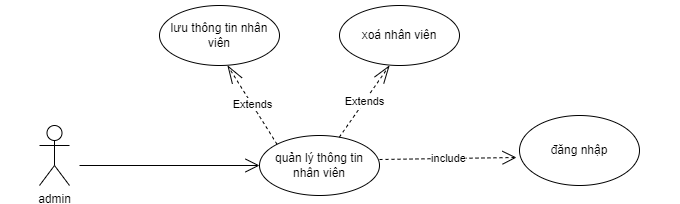 lưu thông tin nhân
viên
xoá nhân viên
Extends
Extends
quản lý thông tin
nhân viên
include
đăng nhập
admin